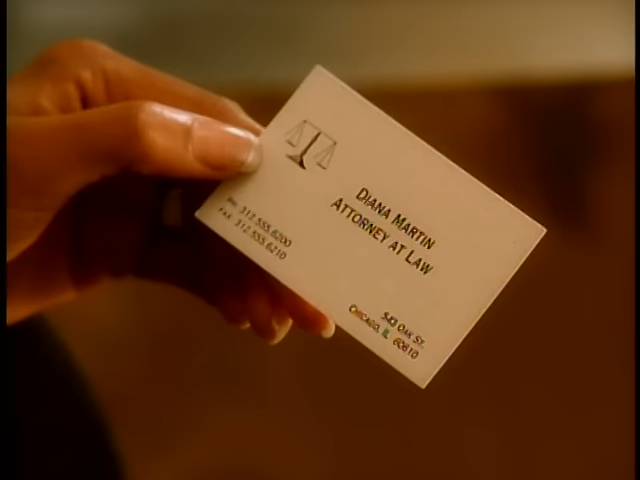 Diana Martin
Attorney at Law
PH. 312.555.6200
FAX 312.555.6210
543 Oak St.
Chicago, IL 60610